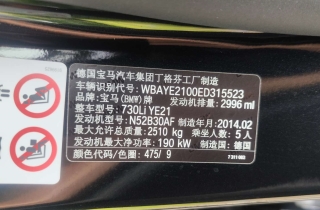 德国宝马汽车集团丁格芬工厂制造
车辆识别代号: WBAYE2100ED315523
品牌: 宝马(BMW)牌 发动机排量: 2996 ml
整车型号: 730Li YE21
发动机型号: N52B30AF 制造年月: 2014.02
最大允许总质量: 2510 kg 乘坐人数: 5 人
发动机最大净功率: 190 kW 制造国: 德国
颜色代码/色圈: 475/ 9